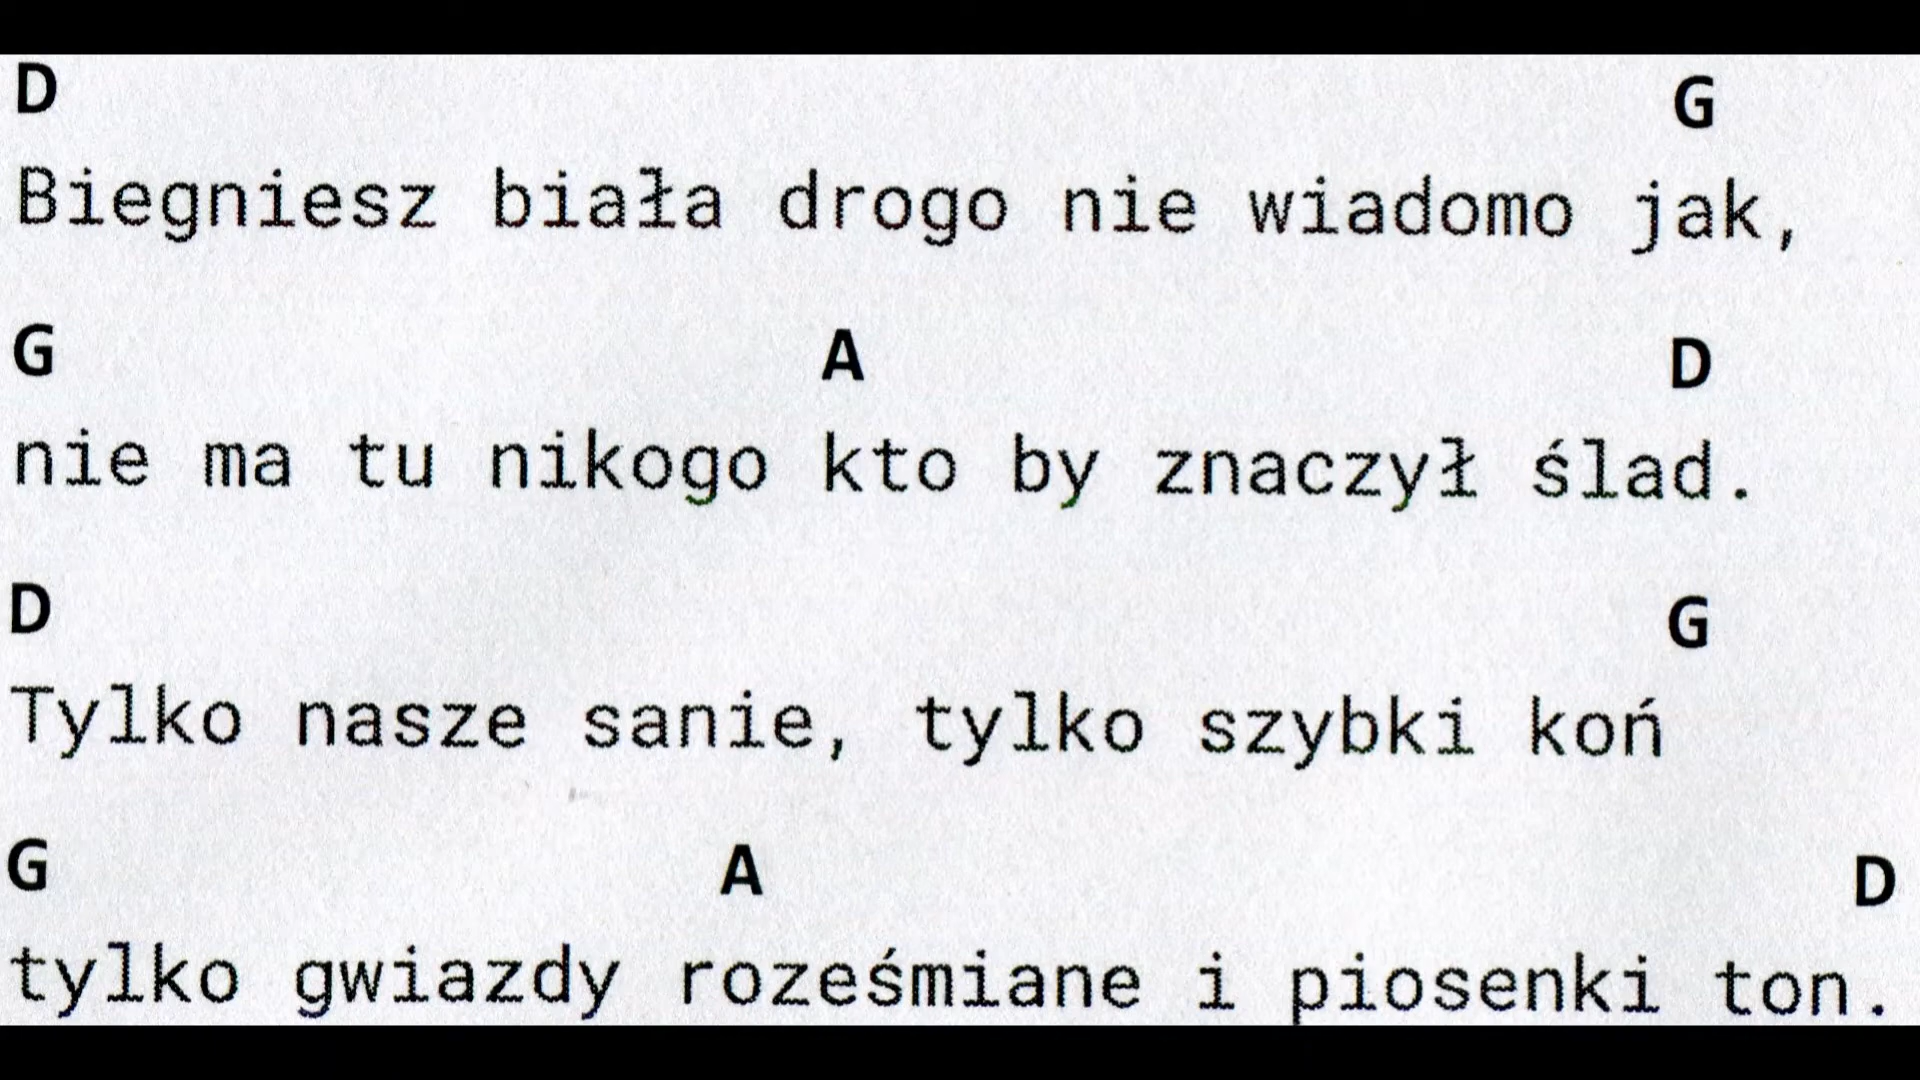 D G
Biegniesz biała drogo nie wiadomo jak,
G A D
nie ma tu nikogo kto by znaczył ślad.
D G
Tylko nasze sanie, tylko szybki koń
G A D
tylko gwiazdy roześmiane i piosenki ton.